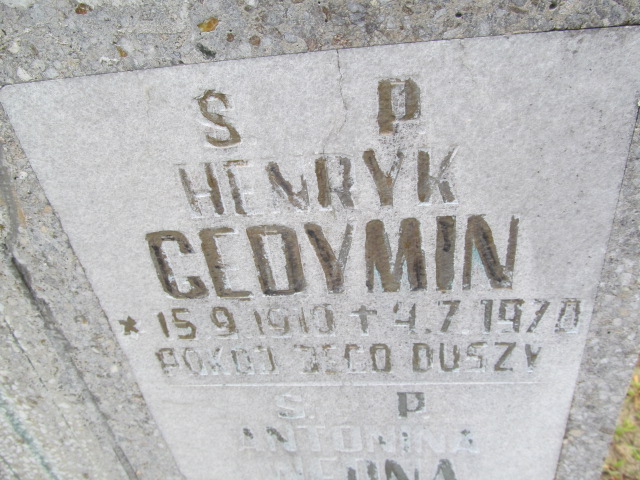 S P.
HENRYK
GEDYMIN
* 15.9.1910 + 4.7.1970
POKÓJ JEGO DUSZY
S. P.
ANTONINA